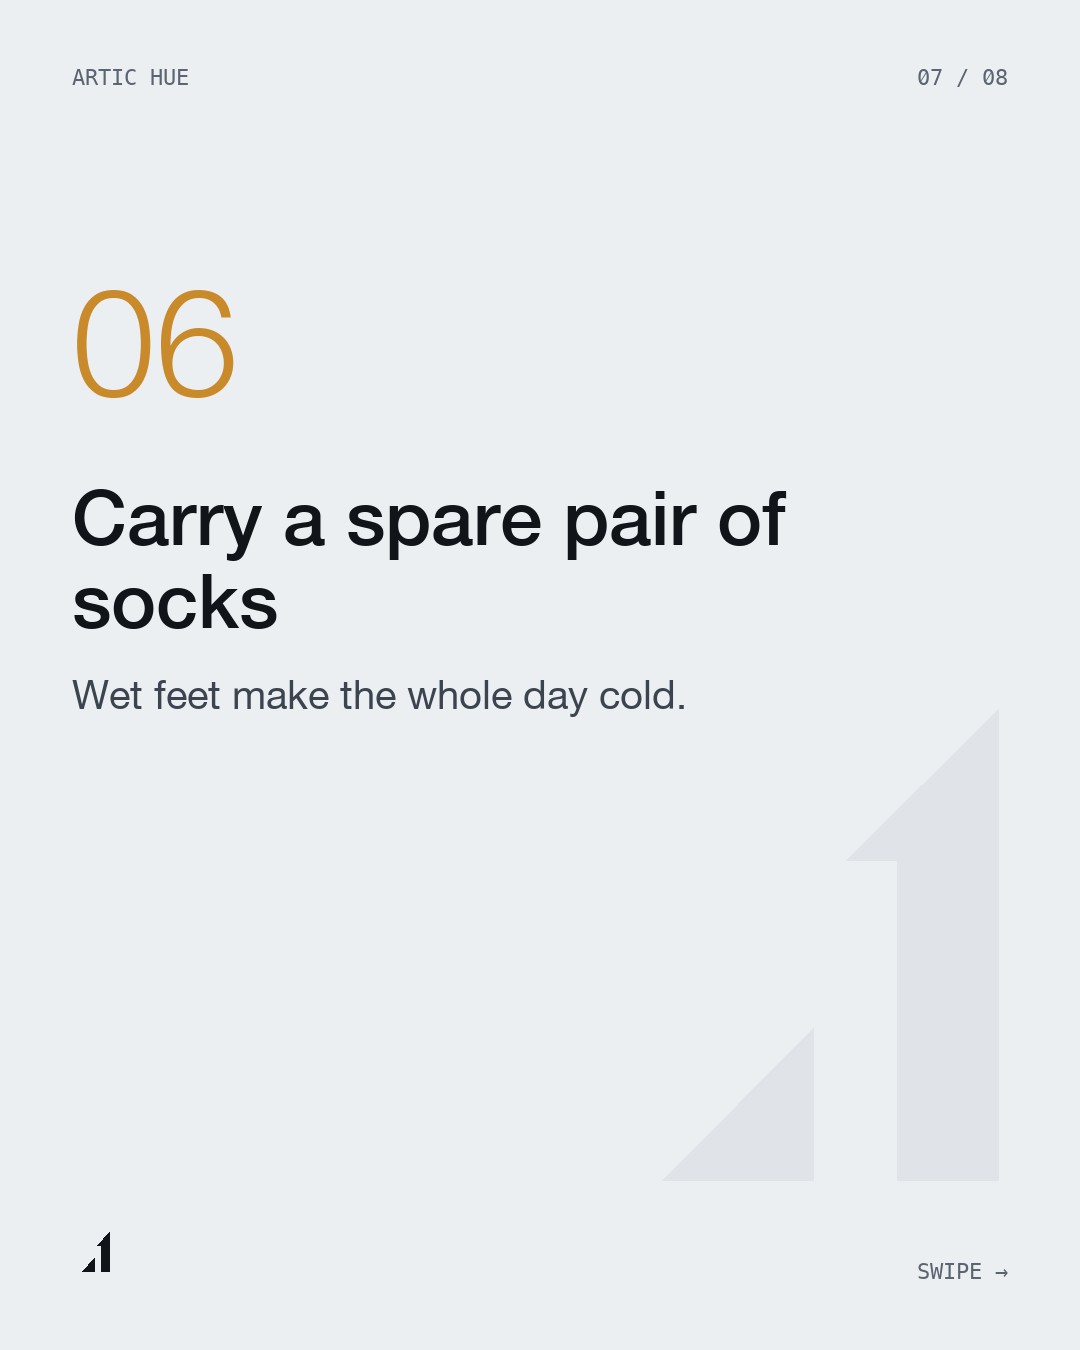 ARTIC HUE
07 / 08
06
Carry a spare pair of
socks
Wet feet make the whole day cold.
SWIPE →